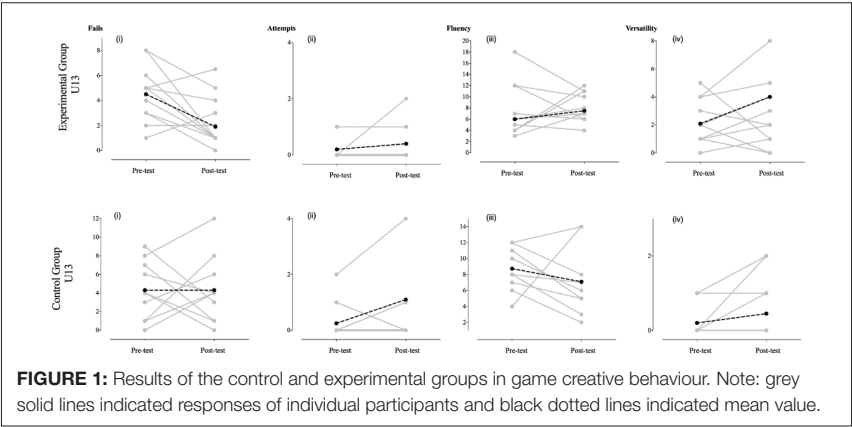 Fails
Attempts
Fluency
Versatility
Experimental Group
U13
(i)
8
6
4
2
0
Pre-test
Post-test
(ii)
4
2
0
Pre-test
Post-test
(iii)
20
18
16
14
12
10
8
6
4
2
0
Pre-test
Post-test
(iv)
8
6
4
2
0
Pre-test
Post-test
Control Group
U13
(i)
12
10
8
6
4
2
0
Pre-test
Post-test
(ii)
4
2
0
Pre-test
Post-test
(iii)
14
12
10
8
6
4
2
Pre-test
Post-test
(iv)
2
0
Pre-test
Post-test
FIGURE 1: Results of the control and experimental groups in game creative behaviour. Note: grey
solid lines indicated responses of individual participants and black dotted lines indicated mean value.